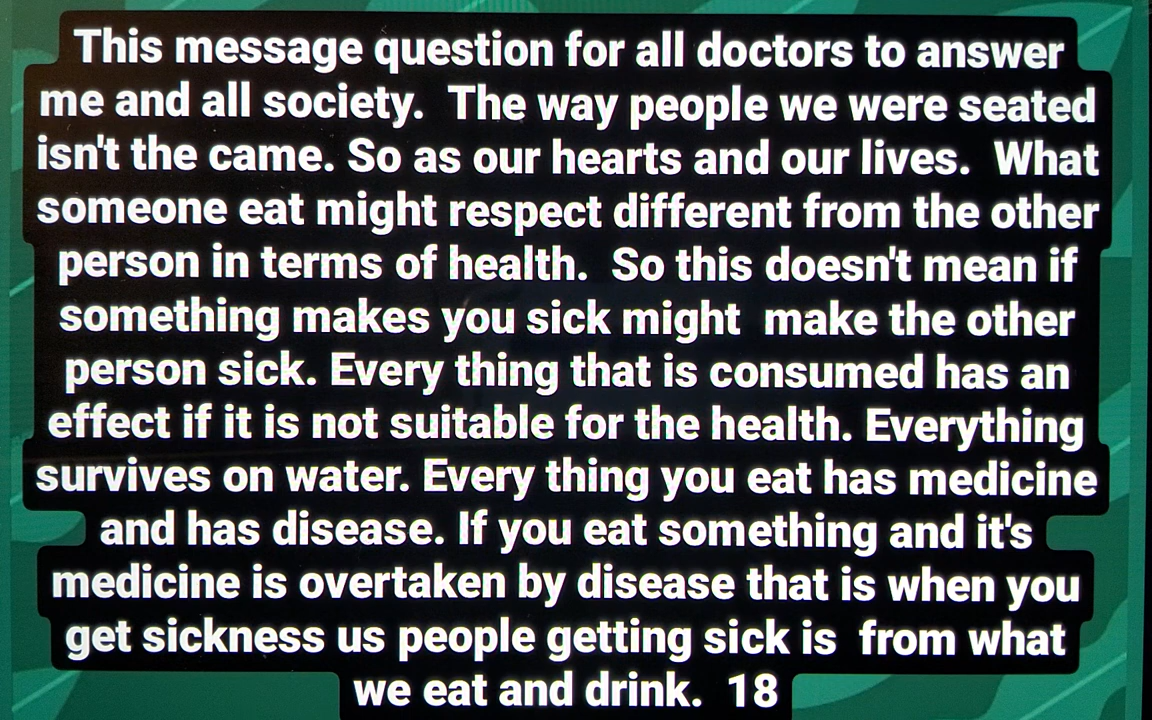 This message question for all doctors to answer
me and all society.  The way people we were seated
isn't the came. So as our hearts and our lives.  What
someone eat might respect different from the other
person in terms of health.  So this doesn't mean if
something makes you sick might  make the other
person sick. Every thing that is consumed has an
effect if it is not suitable for the health. Everything
survives on water. Every thing you eat has medicine
and has disease. If you eat something and it's
medicine is overtaken by disease that is when you
get sickness us people getting sick is  from what
we eat and drink.  18